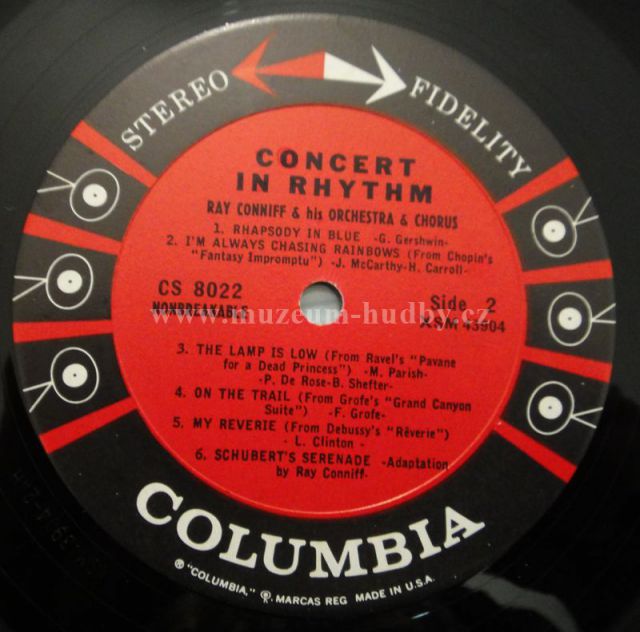 STEREO FIDELITY
CONCERT
IN RHYTHM
RAY CONNIFF & his ORCHESTRA & CHORUS
1. RHAPSODY IN BLUE -G. Gershwin-
2. I'M ALWAYS CHASING RAINBOWS (From Chopin's
"Fantasy Impromptu") -J. McCarthy-H. Carroll-
CS 8022
Side 2
NONBREAKABLE
XSM 43904
www.muzeum-hudby.cz
3. THE LAMP IS LOW (From Ravel's "Pavane
for a Dead Princess") -M. Parish-
-P. De Rose-B. Shefter-
4. ON THE TRAIL (From Grofe's "Grand Canyon
Suite") -F. Grofe-
5. MY REVERIE (From Debussy's "Rêverie")
- L. Clinton -
6. SCHUBERT'S SERENADE -Adaptation
by Ray Conniff-
COLUMBIA
® "COLUMBIA," ℗. MARCAS REG MADE IN U.S.A.